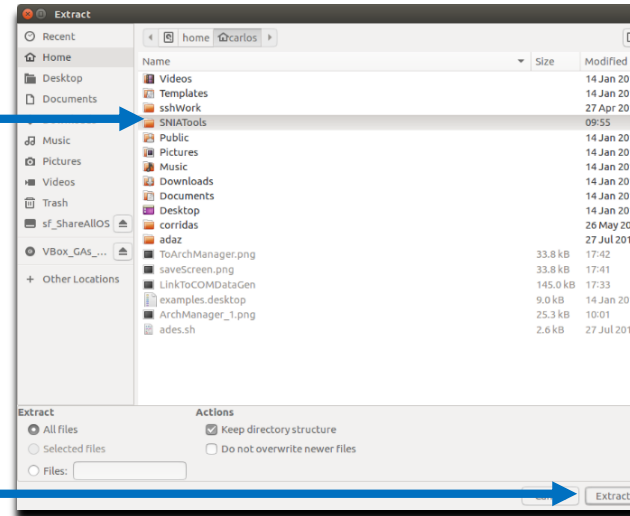 Extract
Recent
Home
Desktop
Documents
Music
Pictures
Videos
Trash
sf_ShareAllOS
VBox_GAs_...
+ Other Locations
home carlos
Name Size Modified
Videos 14 Jan 20
Templates 14 Jan 20
sshWork 27 Apr 20
SNIATools 09:55
Public 14 Jan 20
Pictures 14 Jan 20
Music 14 Jan 20
Downloads 14 Jan 20
Documents 14 Jan 20
Desktop 14 Jan 20
corridas 26 May 20
adaz 27 Jul 201
ToArchManager.png 33.8 kB 17:42
saveScreen.png 33.8 kB 17:41
LinkToCOMDataGen 145.0 kB 17:33
examples.desktop 9.0 kB 14 Jan 20
ArchManager_1.png 25.3 kB 10:01
ades.sh 2.6 kB 27 Jul 201
Extract Actions
All files Keep directory structure
Selected files Do not overwrite newer files
Files:
Extract